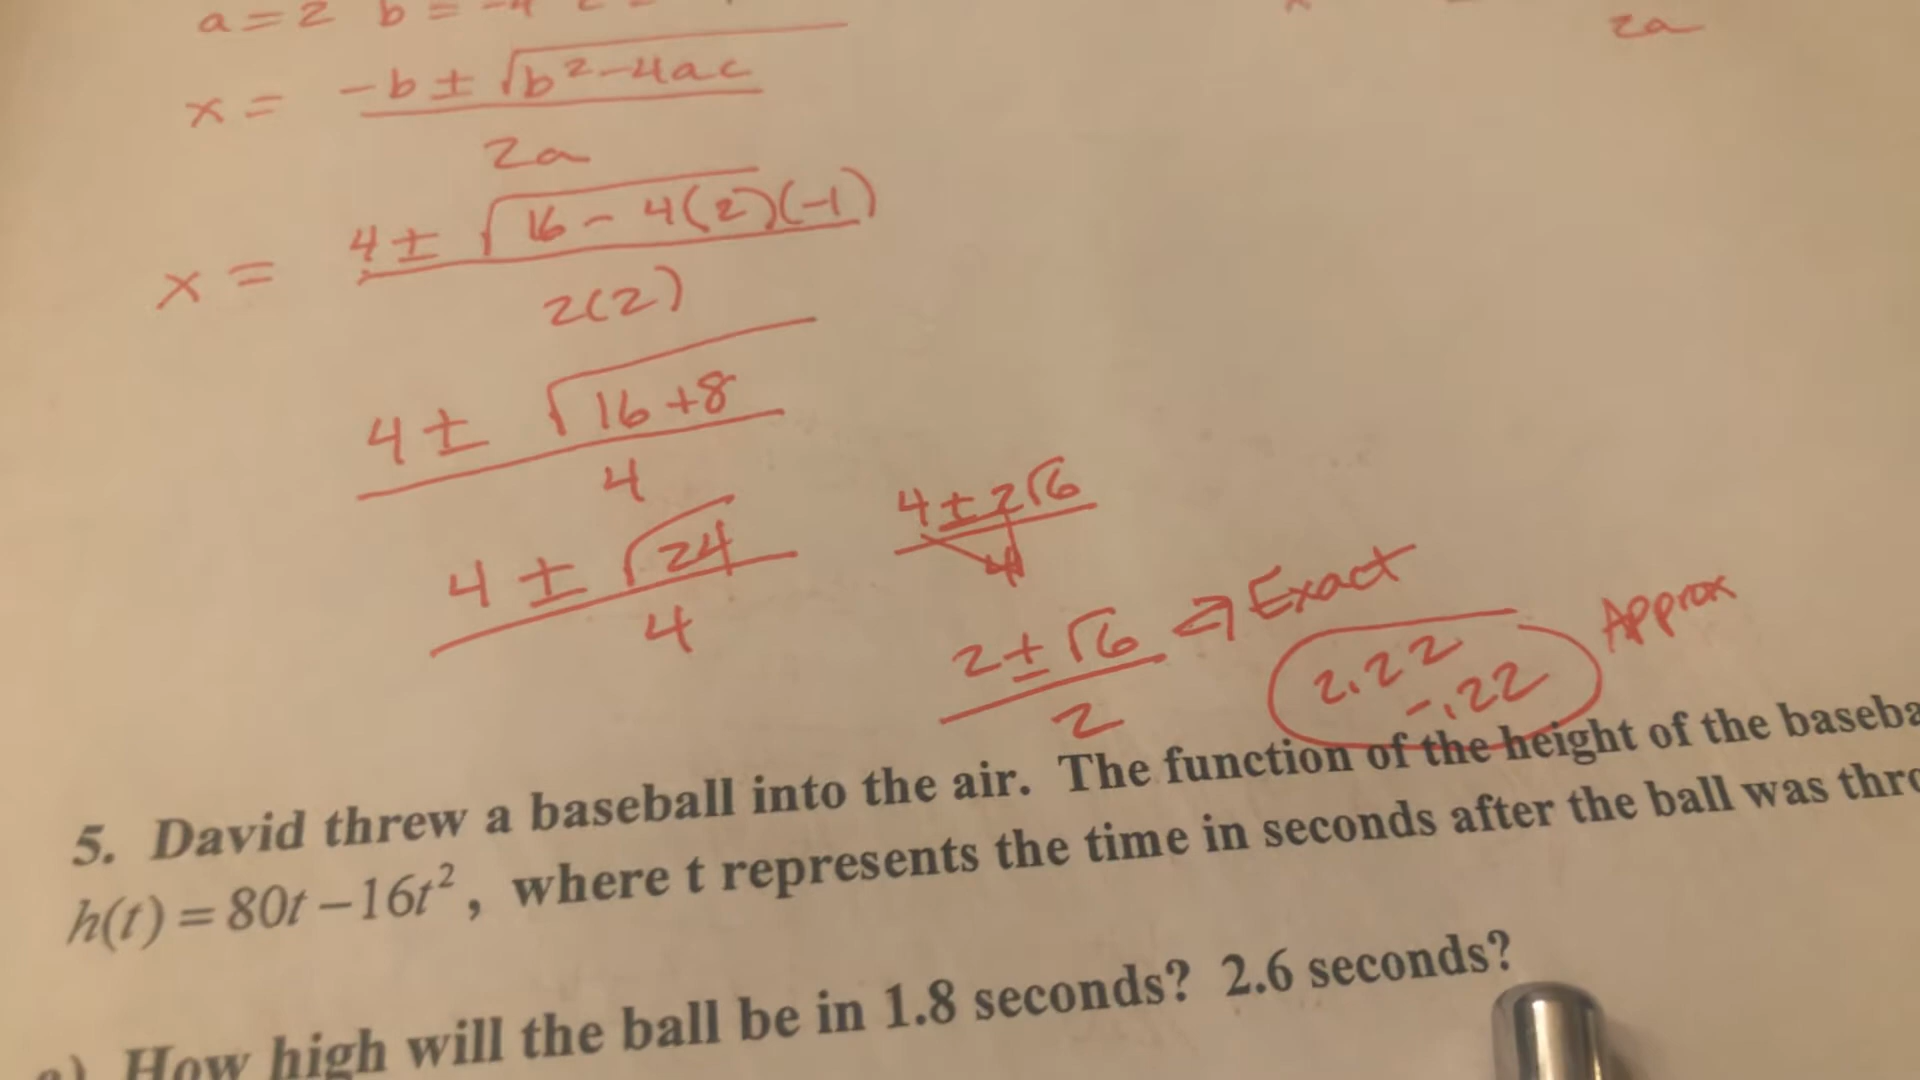 a = 2 b = -4
2a
x = -b ± √b²-4ac
2a
x = 4 ± √16 - 4(2)(-1)
2(2)
4 ± √16+8
4
4 ± √24
4
4 ± 2√6
4
2 ± √6
2
Exact
2.22
-.22
Approx
5. David threw a baseball into the air. The function of the height of the
h(t) = 80t – 16t², where t represents the time in seconds after the ball was
How high will the ball be in 1.8 seconds? 2.6 seconds?